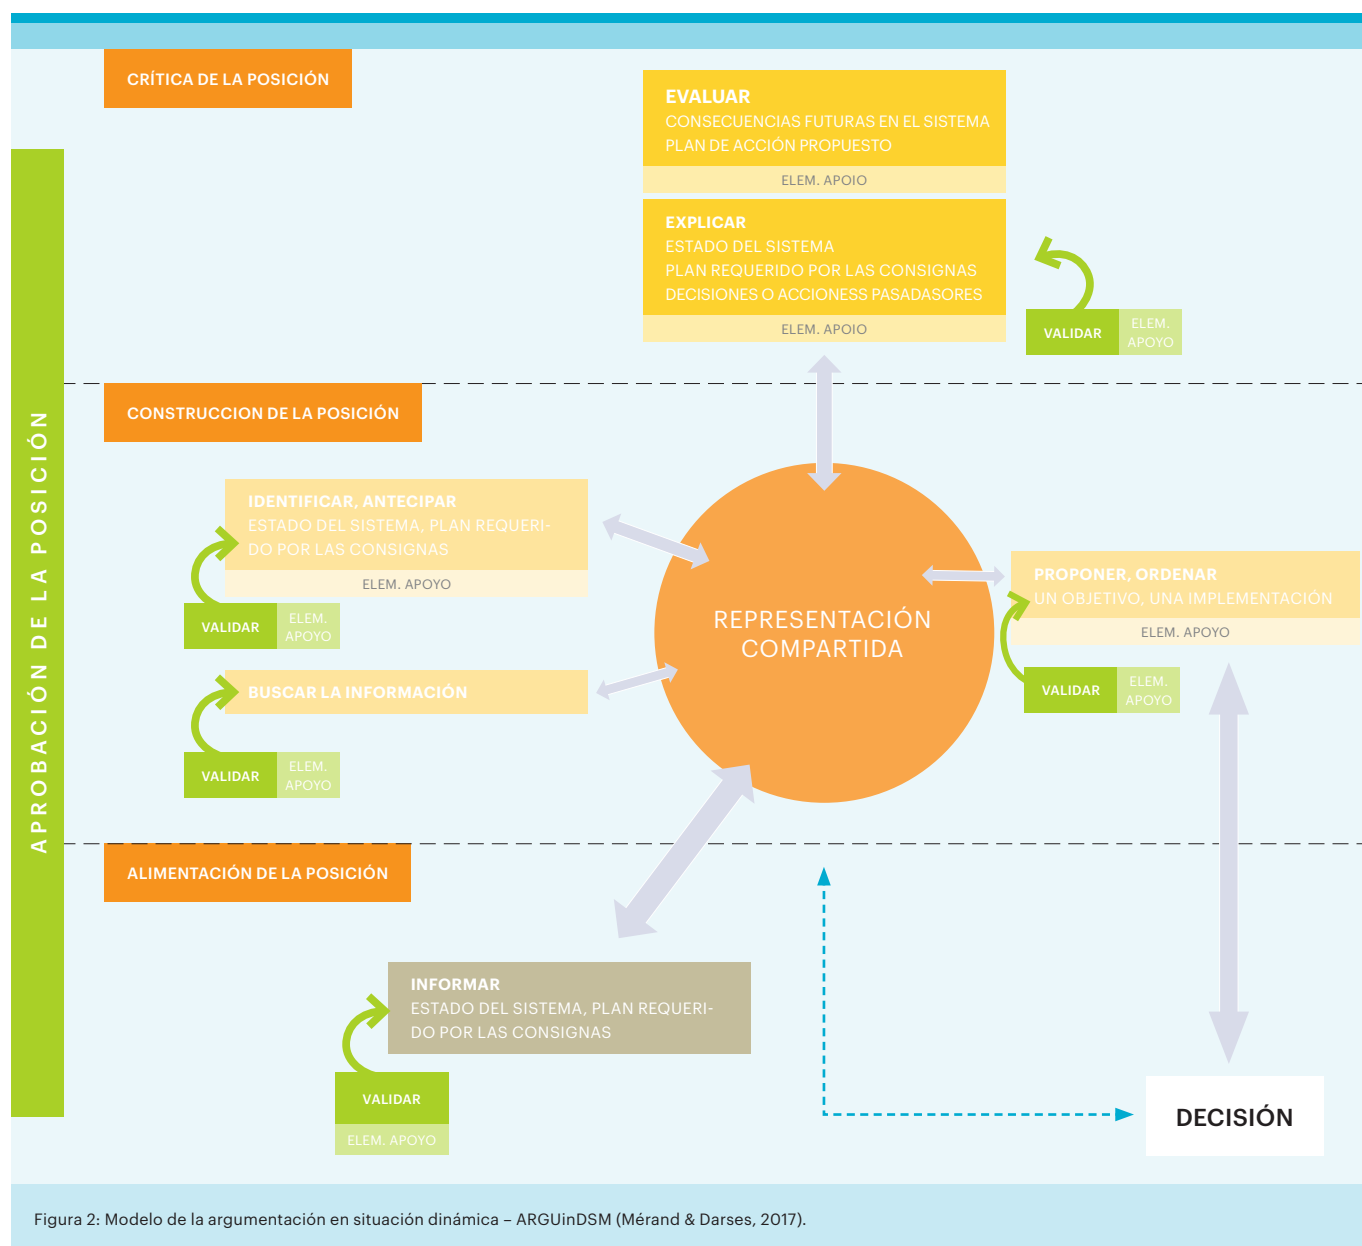 CRÍTICA DE LA POSICIÓN
EVALUAR
CONSECUENCIAS FUTURAS EN EL SISTEMA
PLAN DE ACCIÓN PROPUESTO
ELEM. APOIO
EXPLICAR
ESTADO DEL SISTEMA
PLAN REQUERIDO POR LAS CONSIGNAS
DECISIONES O ACCIONESS PASADASORES
ELEM. APOIO
VALIDAR
ELEM.
APOYO
APROBACIÓN DE LA POSICIÓN
CONSTRUCCION DE LA POSICIÓN
IDENTIFICAR, ANTECIPAR
ESTADO DEL SISTEMA, PLAN REQUERI-
DO POR LAS CONSIGNAS
ELEM. APOYO
VALIDAR
ELEM.
APOYO
BUSCAR LA INFORMACIÓN
VALIDAR
ELEM.
APOYO
REPRESENTACIÓN
COMPARTIDA
PROPONER, ORDENAR
UN OBJETIVO, UNA IMPLEMENTACIÓN
ELEM. APOYO
VALIDAR
ELEM.
APOYO
ALIMENTACIÓN DE LA POSICIÓN
INFORMAR
ESTADO DEL SISTEMA, PLAN REQUERI-
DO POR LAS CONSIGNAS
VALIDAR
ELEM. APOYO
DECISIÓN
Figura 2: Modelo de la argumentación en situación dinámica – ARGUinDSM (Mérand & Darses, 2017).